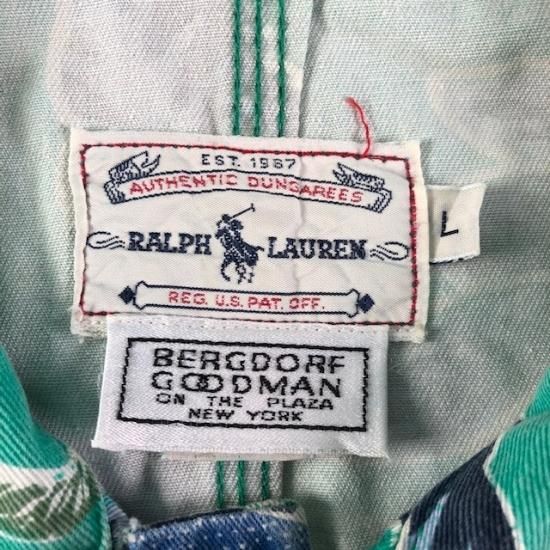 EST. 1967
AUTHENTIC DUNGAREES
RALPH LAUREN
REG. U.S. PAT. OFF.
L
BERGDORF
GOODMAN
ON THE PLAZA
NEW YORK